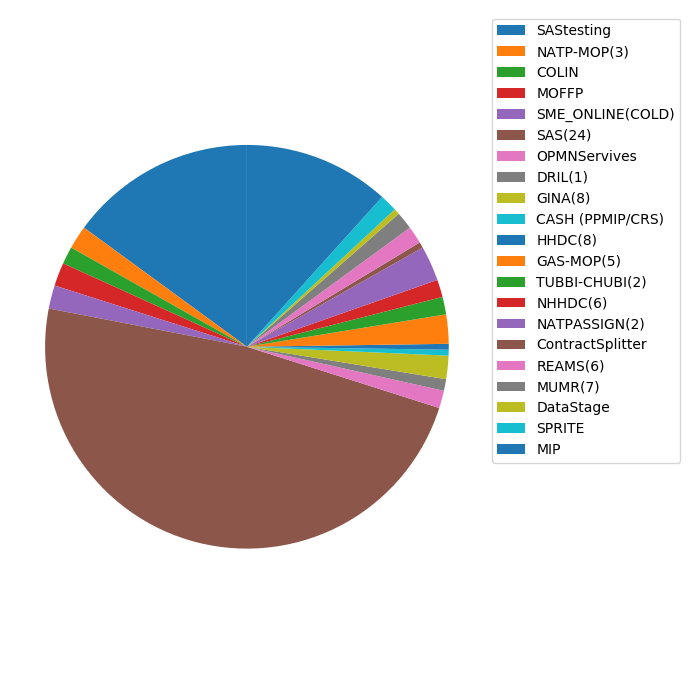 SAStesting
NATP-MOP(3)
COLIN
MOFFP
SME_ONLINE(COLD)
SAS(24)
OPMNServives
DRIL(1)
GINA(8)
CASH (PPMIP/CRS)
HHDC(8)
GAS-MOP(5)
TUBBI-CHUBI(2)
NHHDC(6)
NATPASSIGN(2)
ContractSplitter
REAMS(6)
MUMR(7)
DataStage
SPRITE
MIP